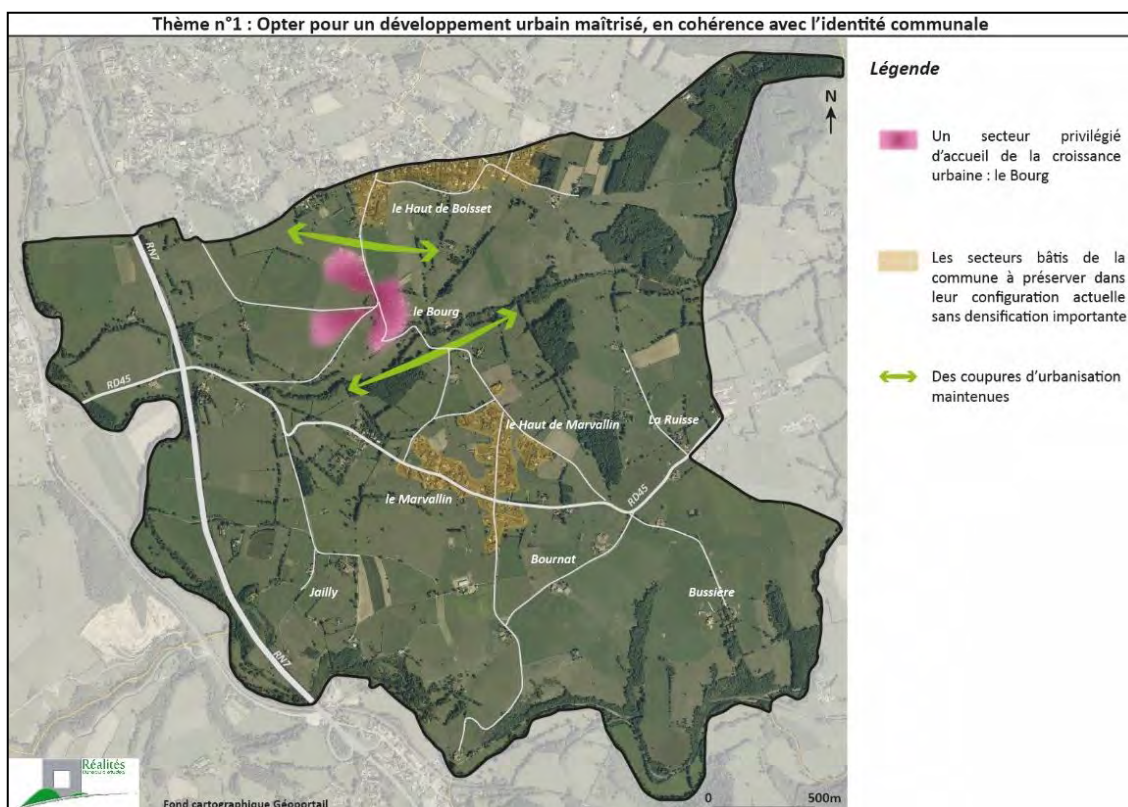 Thème n°1 : Opter pour un développement urbain maîtrisé, en cohérence avec l'identité communale
Légende
N
Un secteur privilégié
d'accueil de la croissance
urbaine : le Bourg
Les secteurs bâtis de la
commune à préserver dans
leur configuration actuelle
sans densification importante
Des coupures d'urbanisation
maintenues
le Haut de Boisset
RN7
le Bourg
RD45
le Haut de Marvallin
La Ruisse
le Marvallin
RD45
Bournat
Jailly
Bussière
RN7
Réalités
Fond cartographique Géoportail
0 500m